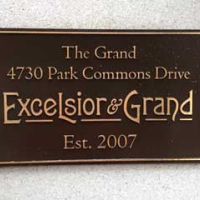 The Grand
4730 Park Commons Drive
Excelsior & Grand
Est. 2007